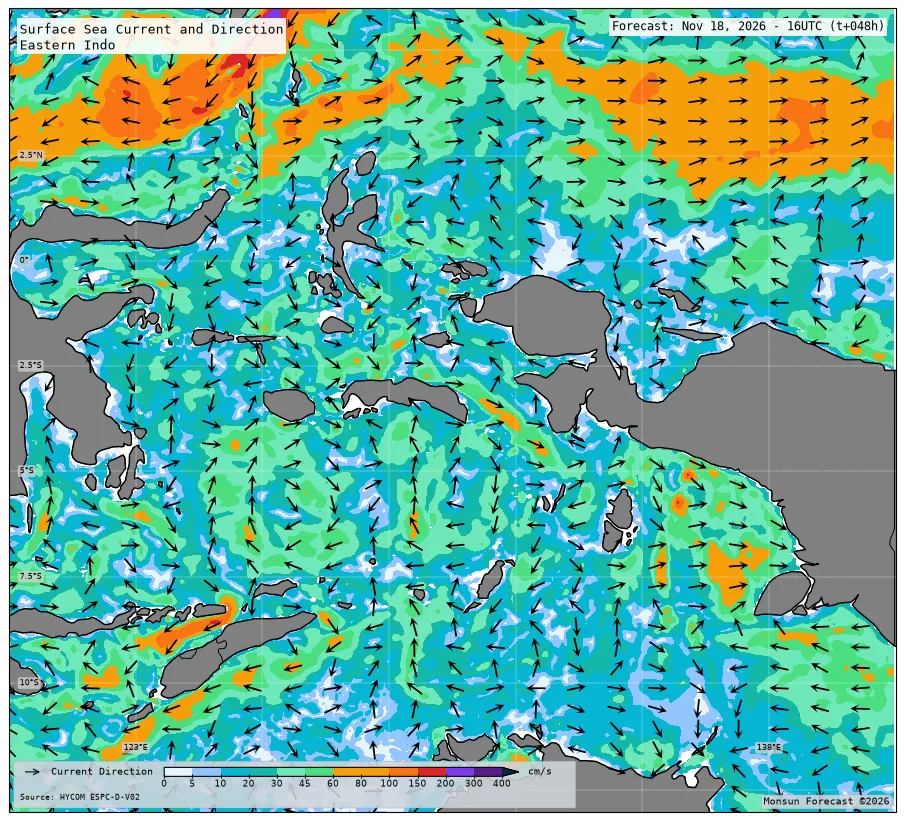 Surface Sea Current and Direction
Eastern Indo
Forecast: Nov 18, 2026 - 16UTC (t+048h)
2.5°N
0°
2.5°S
5°S
7.5°S
10°S
123°E
138°E
Current Direction
0 5 10 20 30 45 60 80 100 150 200 300 400 cm/s
Source: HYCOM ESPC-D-V02
Monsun Forecast ©2026